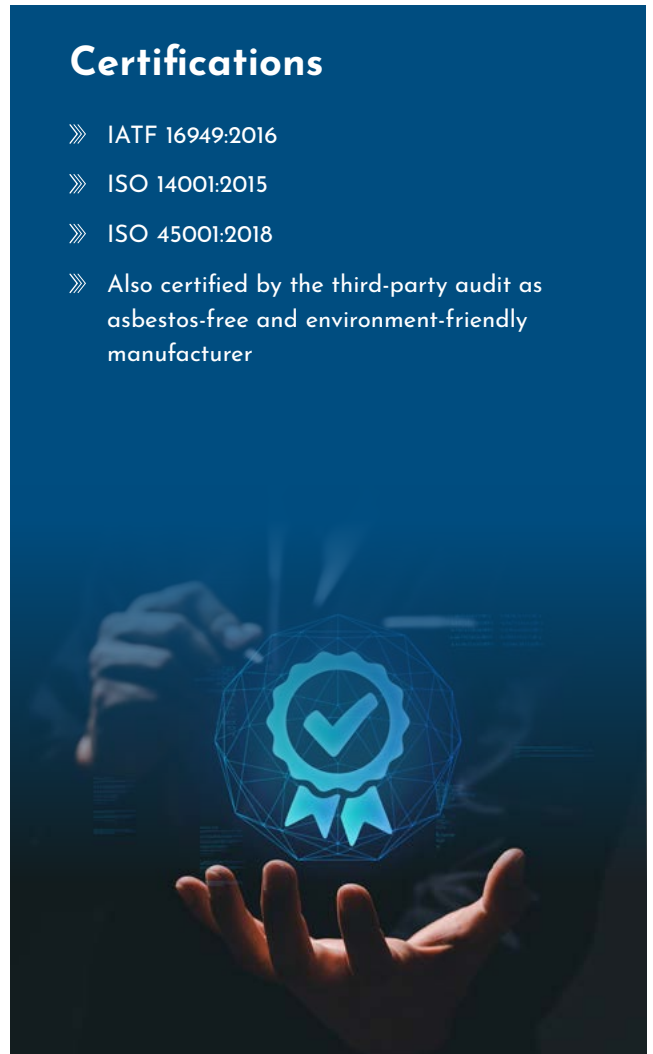 Certifications
IATF 16949:2016
ISO 14001:2015
ISO 45001:2018
Also certified by the third-party audit as
asbestos-free and environment-friendly
manufacturer